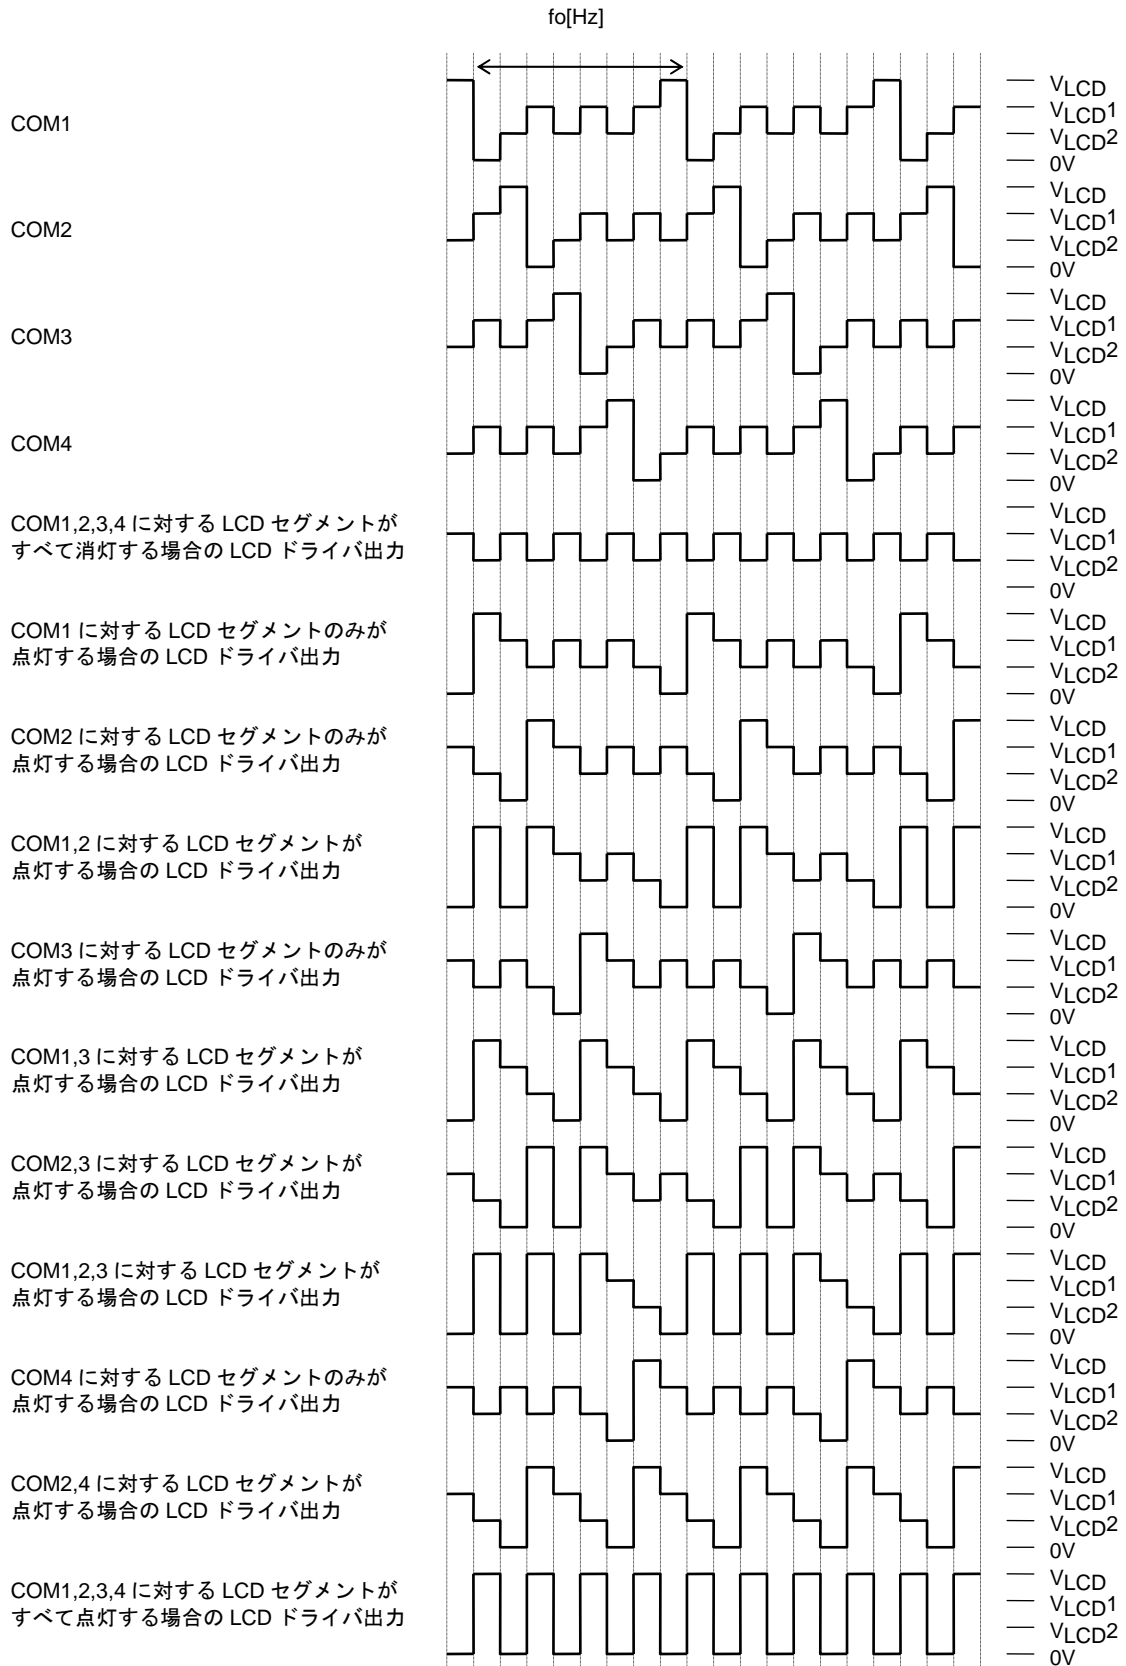 fo[Hz]
COM1
VLCD
VLCD1
VLCD2
0V
COM2
VLCD
VLCD1
VLCD2
0V
COM3
VLCD
VLCD1
VLCD2
0V
COM4
VLCD
VLCD1
VLCD2
0V
COM1,2,3,4 に対する LCD セグメントが
すべて消灯する場合の LCD ドライバ出力
VLCD
VLCD1
VLCD2
0V
COM1 に対する LCD セグメントのみが
点灯する場合の LCD ドライバ出力
VLCD
VLCD1
VLCD2
0V
COM2 に対する LCD セグメントのみが
点灯する場合の LCD ドライバ出力
VLCD
VLCD1
VLCD2
0V
COM1,2 に対する LCD セグメントが
点灯する場合の LCD ドライバ出力
VLCD
VLCD1
VLCD2
0V
COM3 に対する LCD セグメントのみが
点灯する場合の LCD ドライバ出力
VLCD
VLCD1
VLCD2
0V
COM1,3 に対する LCD セグメントが
点灯する場合の LCD ドライバ出力
VLCD
VLCD1
VLCD2
0V
COM2,3 に対する LCD セグメントが
点灯する場合の LCD ドライバ出力
VLCD
VLCD1
VLCD2
0V
COM1,2,3 に対する LCD セグメントが
点灯する場合の LCD ドライバ出力
VLCD
VLCD1
VLCD2
0V
COM4 に対する LCD セグメントのみが
点灯する場合の LCD ドライバ出力
VLCD
VLCD1
VLCD2
0V
COM2,4 に対する LCD セグメントが
点灯する場合の LCD ドライバ出力
VLCD
VLCD1
VLCD2
0V
COM1,2,3,4 に対する LCD セグメントが
すべて点灯する場合の LCD ドライバ出力
VLCD
VLCD1
VLCD2
0V